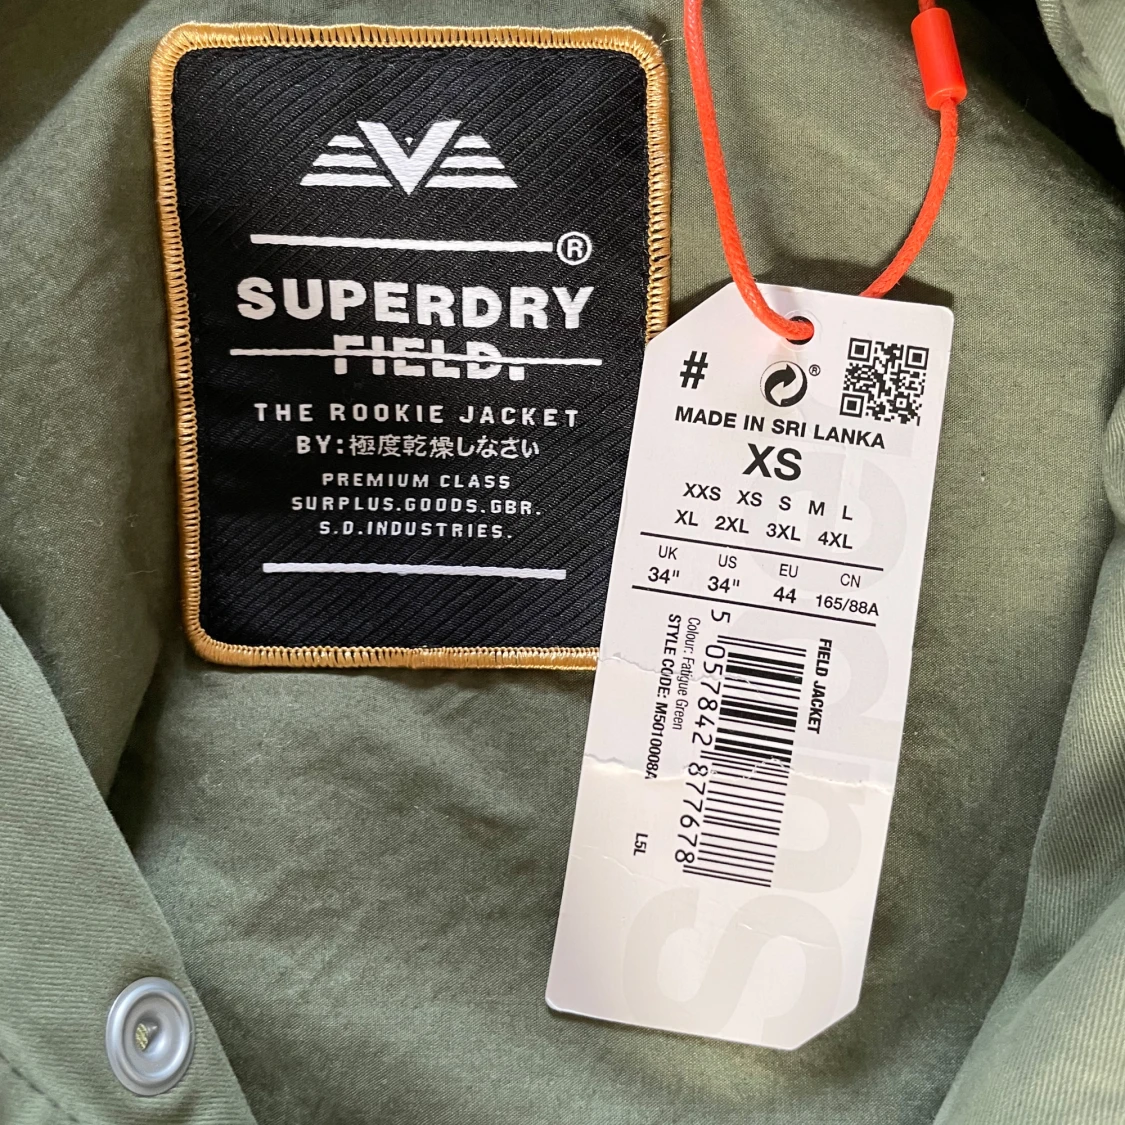 ®
SUPERDRY
FIELD.
THE ROOKIE JACKET
BY:極度乾燥しなさい
PREMIUM CLASS
SURPLUS.GOODS.GBR.
S.D.INDUSTRIES.
#
®
MADE IN SRI LANKA
XS
XXS XS S M L
XL 2XL 3XL 4XL
UK US EU CN
34" 34" 44 165/88A
FIELD JACKET
5 057842 877678
Colour: Fatigue Green
STYLE CODE: M5010008A
L5L